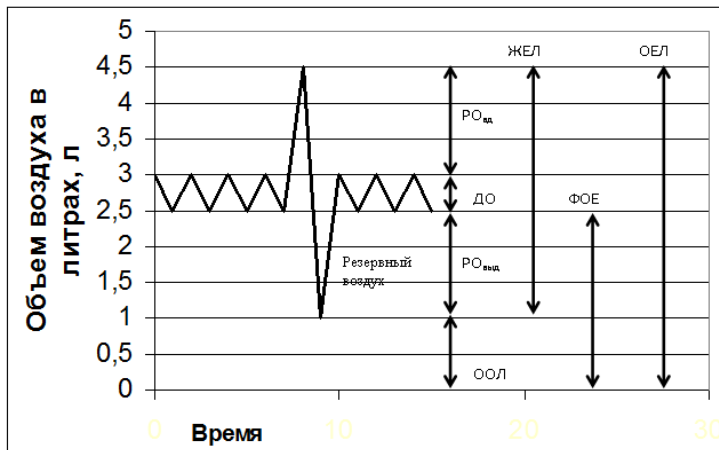 Объем воздуха в
литрах, л
5
4,5
4
3,5
3
2,5
2
1,5
1
0,5
0
ЖЕЛ
ОЕЛ
РОвд
ДО
ФОЕ
Резервный
воздух
РОвыд
ООЛ
0
10
20
30
Время